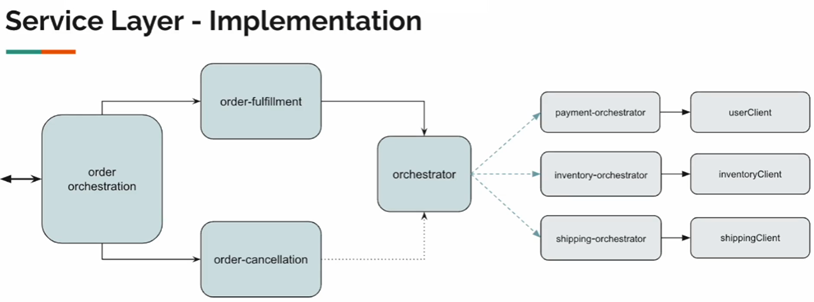 Service Layer - Implementation
order-fulfillment
order
orchestration
orchestrator
order-cancellation
payment-orchestrator
userClient
inventory-orchestrator
inventoryClient
shipping-orchestrator
shippingClient